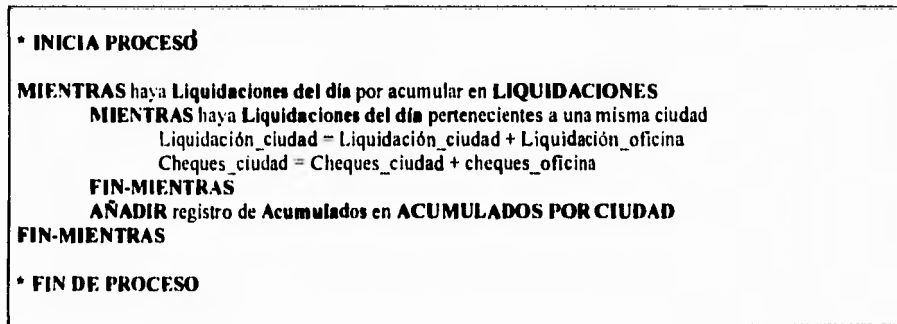 * INICIA PROCESO
MIENTRAS haya Liquidaciones del día por acumular en LIQUIDACIONES
MIENTRAS haya Liquidaciones del día pertenecientes a una misma ciudad
Liquidación_ciudad = Liquidación_ciudad + Liquidación_oficina
Cheques_ciudad = Cheques_ciudad + cheques_oficina
FIN-MIENTRAS
AÑADIR registro de Acumulados en ACUMULADOS POR CIUDAD
FIN-MIENTRAS
* FIN DE PROCESO